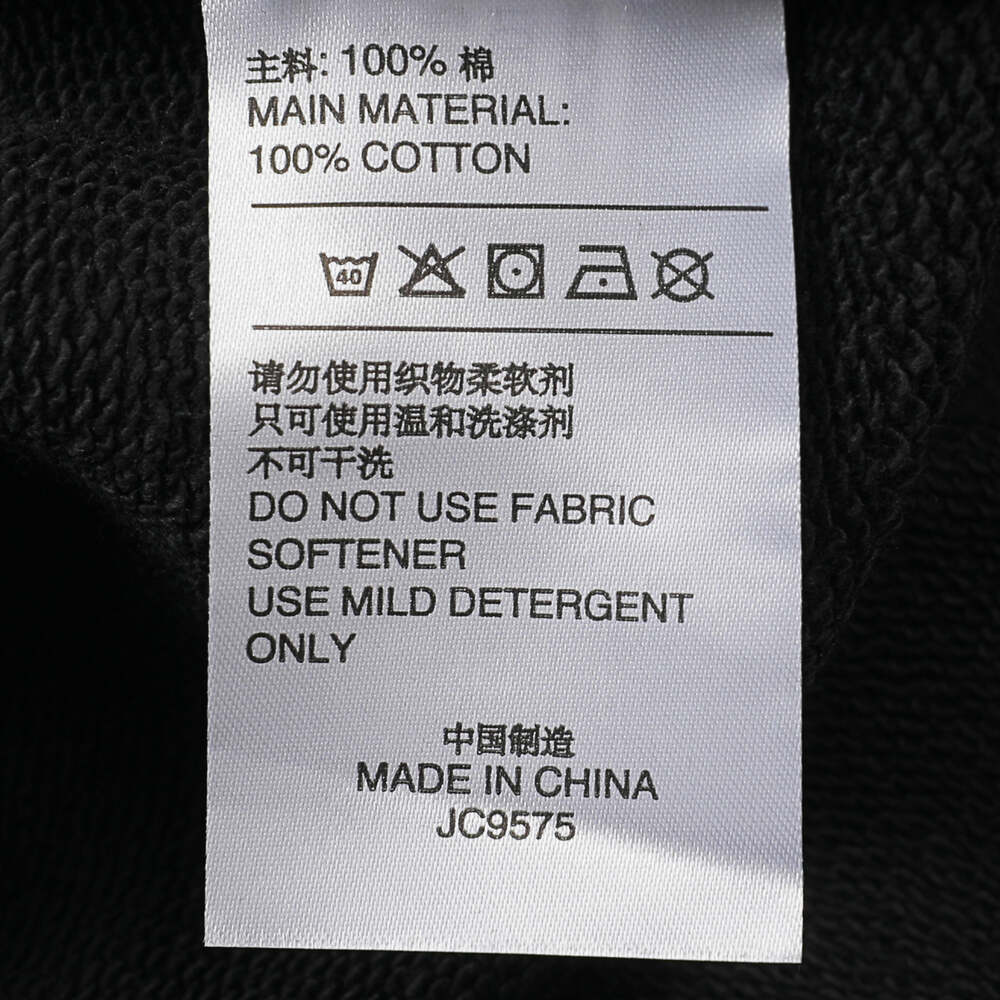 主料: 100% 棉
MAIN MATERIAL:
100% COTTON
40
请勿使用织物柔软剂
只可使用温和洗涤剂
不可干洗
DO NOT USE FABRIC
SOFTENER
USE MILD DETERGENT
ONLY
中国制造
MADE IN CHINA
JC9575